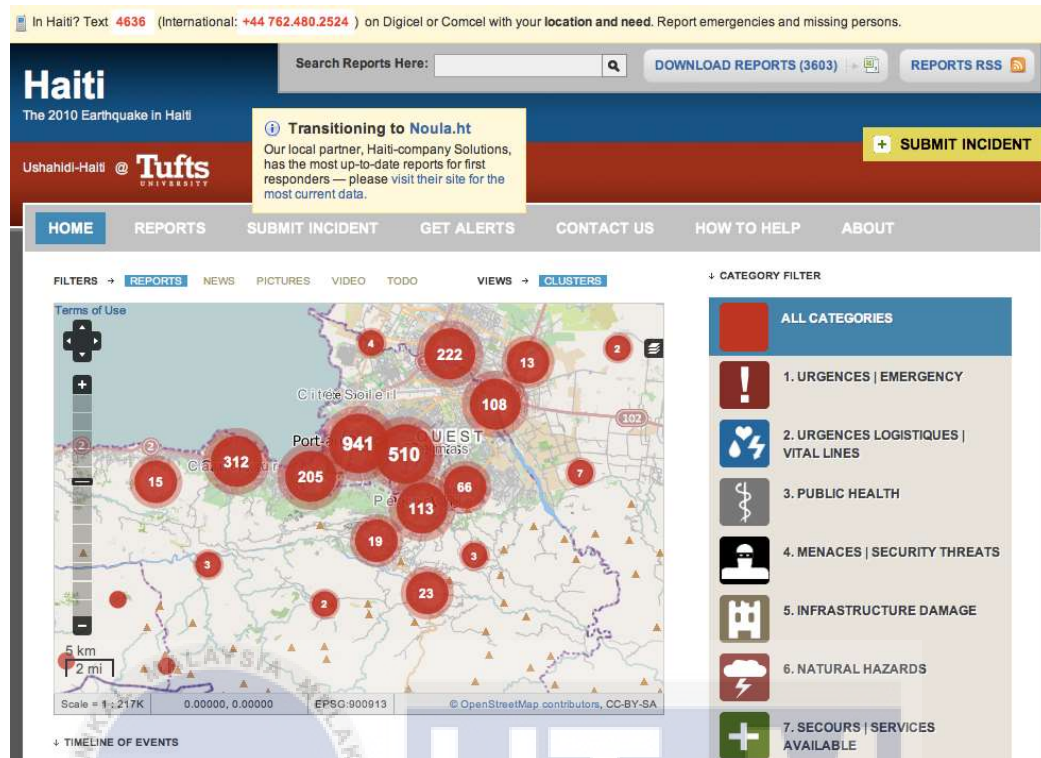 In Haiti? Text 4636 (International: +44 762.480.2524 ) on Digicel or Comcel with your location and need. Report emergencies and missing persons.
Search Reports Here:
DOWNLOAD REPORTS (3603)
REPORTS RSS
Haiti
The 2010 Earthquake in Haiti
Transitioning to Noula.ht
Our local partner, Haiti-company Solutions,
has the most up-to-date reports for first
responders — please visit their site for the
most current data.
SUBMIT INCIDENT
Ushahidi-Haiti @ Tufts
UNIVERSITY
HOME REPORTS SUBMIT INCIDENT GET ALERTS CONTACT US HOW TO HELP ABOUT
FILTERS → REPORTS NEWS PICTURES VIDEO TODO VIEWS → CLUSTERS
↓ CATEGORY FILTER
Terms of Use
4
222
13
2
Cité Soleil
108
102
Port-a
941
OUEST
510
2
2
312
205
15
66
7
113
19
3
3
23
2
5 km
2 mi
Scale = 1 : 217K 0.00000, 0.00000 EPSG:900913 © OpenStreetMap contributors, CC-BY-SA
↓ TIMELINE OF EVENTS
ALL CATEGORIES
1. URGENCES | EMERGENCY
2. URGENCES LOGISTIQUES |
VITAL LINES
3. PUBLIC HEALTH
4. MENACES | SECURITY THREATS
5. INFRASTRUCTURE DAMAGE
6. NATURAL HAZARDS
7. SECOURS | SERVICES
AVAILABLE